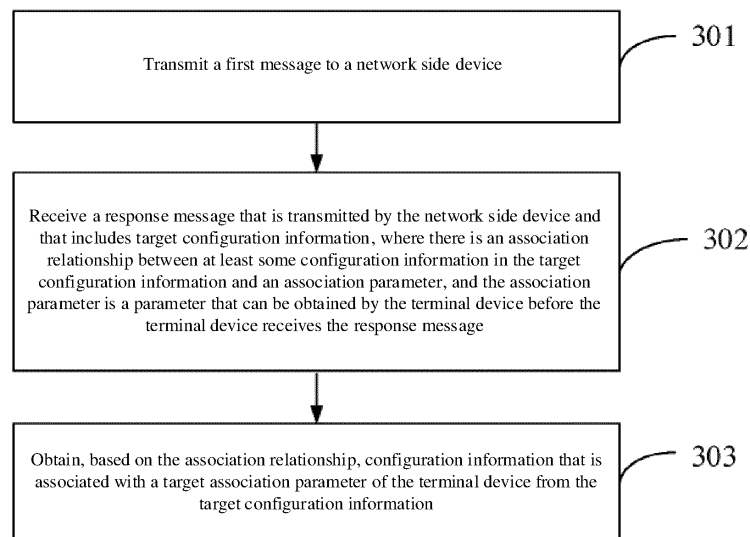 Transmit a first message to a network side device
301
Receive a response message that is transmitted by the network side device and
that includes target configuration information, where there is an association
relationship between at least some configuration information in the target
configuration information and an association parameter, and the association
parameter is a parameter that can be obtained by the terminal device before the
terminal device receives the response message
302
Obtain, based on the association relationship, configuration information that is
associated with a target association parameter of the terminal device from the
target configuration information
303